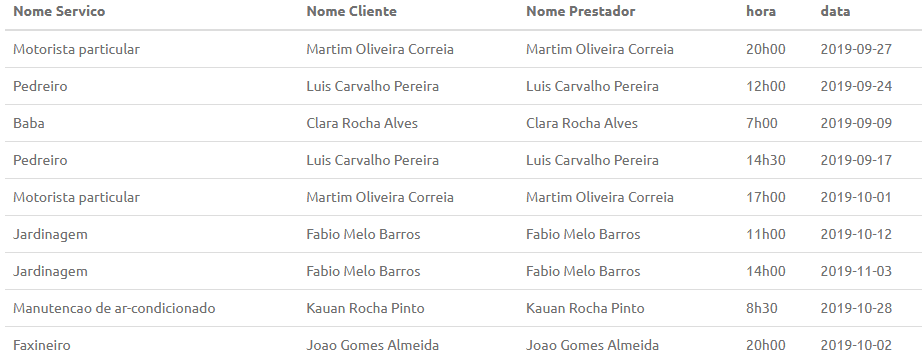 Nome Servico Nome Cliente Nome Prestador hora data
Motorista particular Martim Oliveira Correia Martim Oliveira Correia 20h00 2019-09-27
Pedreiro Luis Carvalho Pereira Luis Carvalho Pereira 12h00 2019-09-24
Baba Clara Rocha Alves Clara Rocha Alves 7h00 2019-09-09
Pedreiro Luis Carvalho Pereira Luis Carvalho Pereira 14h30 2019-09-17
Motorista particular Martim Oliveira Correia Martim Oliveira Correia 17h00 2019-10-01
Jardinagem Fabio Melo Barros Fabio Melo Barros 11h00 2019-10-12
Jardinagem Fabio Melo Barros Fabio Melo Barros 14h00 2019-11-03
Manutencao de ar-condicionado Kauan Rocha Pinto Kauan Rocha Pinto 8h30 2019-10-28
Faxineiro Joao Gomes Almeida Joao Gomes Almeida 20h00 2019-10-02